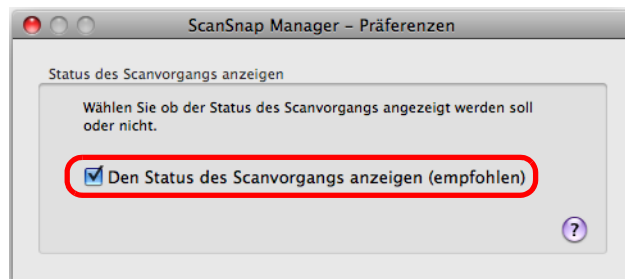 ScanSnap Manager – Präferenzen
Status des Scanvorgangs anzeigen
Wählen Sie ob der Status des Scanvorgangs angezeigt werden soll
oder nicht.
Den Status des Scanvorgangs anzeigen (empfohlen)
?